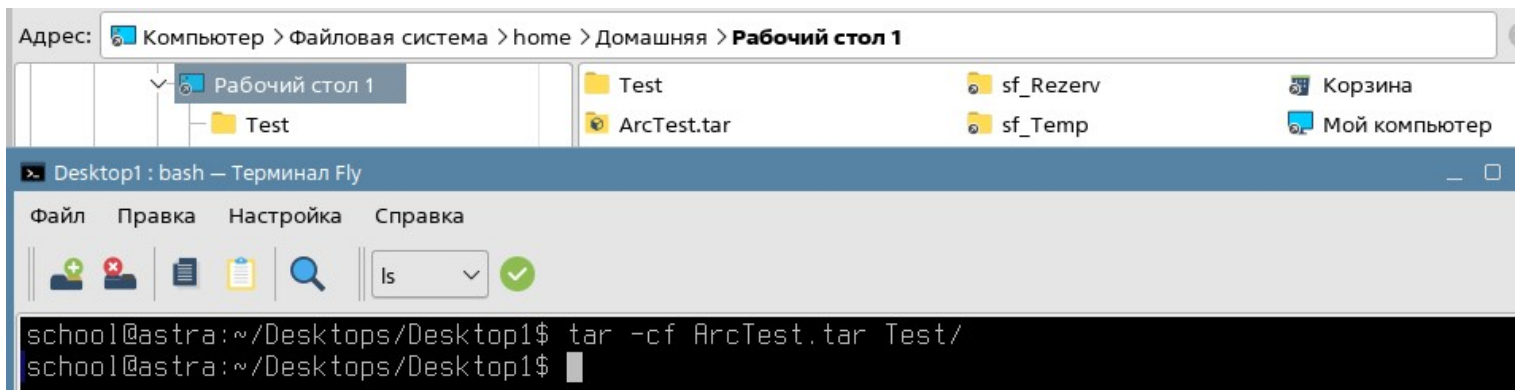 Адрес: Компьютер > Файловая система > home > Домашняя > Рабочий стол 1
Рабочий стол 1 Test sf_Rezerv Корзина
Test ArcTest.tar sf_Temp Мой компьютер
Desktop1 : bash — Терминал Fly
Файл Правка Настройка Справка
ls
school@astra:~/Desktops/Desktop1$ tar -cf ArcTest.tar Test/
school@astra:~/Desktops/Desktop1$